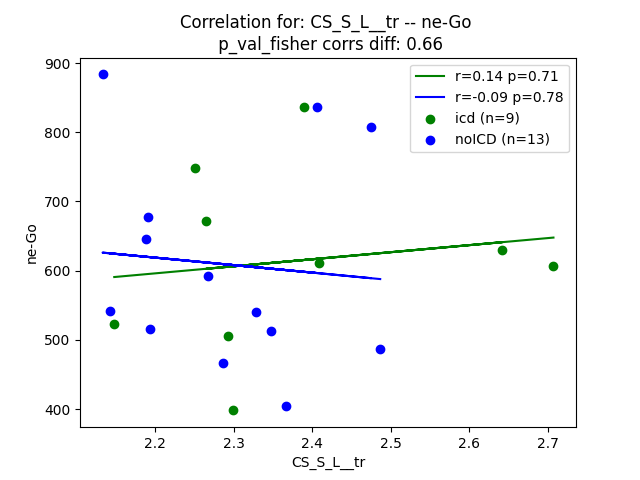 Correlation for: CS_S_L__tr -- ne-Go
p_val_fisher corrs diff: 0.66
r=0.14 p=0.71
r=-0.09 p=0.78
icd (n=9)
noICD (n=13)
900
800
700
600
500
400
ne-Go
2.2 2.3 2.4 2.5 2.6 2.7
CS_S_L__tr